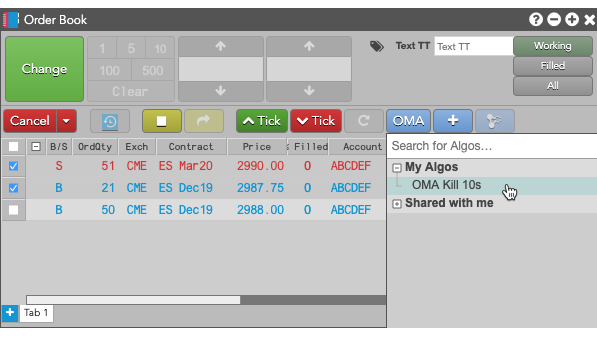 Order Book
1 5 10
Change
100 500
Clear
Text TT Text TT
Working
Filled
All
Cancel Tick Tick C OMA +
Search for Algos...
B/S OrdQty Exch Contract Price Filled Account
S 51 CME ES Mar20 2990.00 0 ABCDEF
B 21 CME ES Dec19 2987.75 0 ABCDEF
B 50 CME ES Dec19 2988.00 0 ABCDEF
My Algos
OMA Kill 10s
Shared with me
+ Tab 1